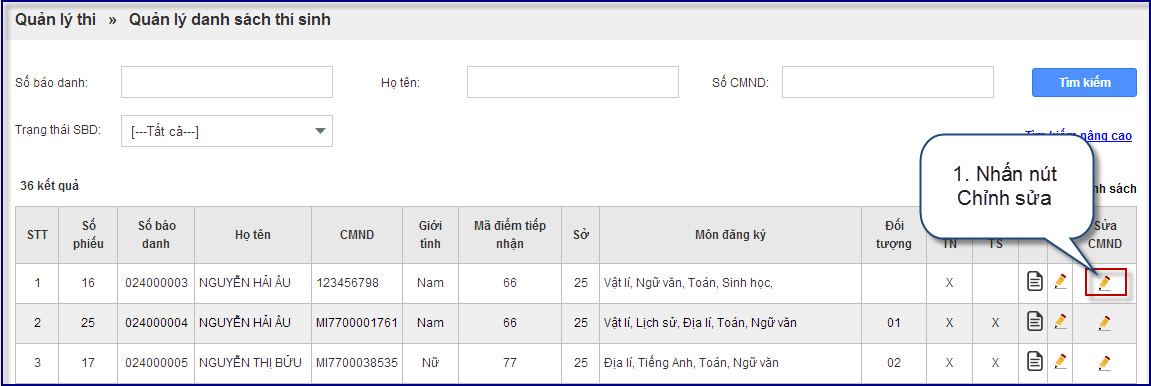 Quản lý thi » Quản lý danh sách thí sinh
Số báo danh: Họ tên: Số CMND: Tìm kiếm
Trạng thái SBD: [---Tất cả---]
Tìm kiếm nâng cao
1. Nhấn nút
Chỉnh sửa
36 kết quả sách
STT Số phiếu Số báo danh Họ tên CMND Giới tính Mã điểm tiếp nhận Sở Môn đăng ký Đối tượng TN TS Sửa CMND
1 16 024000003 NGUYỄN HẢI ÂU 123456798 Nam 66 25 Vật lí, Ngữ văn, Toán, Sinh học, X
2 25 024000004 NGUYỄN HẢI ÂU MI7700001761 Nam 66 25 Vật lí, Lịch sử, Địa lí, Toán, Ngữ văn 01 X X
3 17 024000005 NGUYỄN THỊ BỬU MI7700038535 Nữ 77 25 Địa lí, Tiếng Anh, Toán, Ngữ văn 02 X X